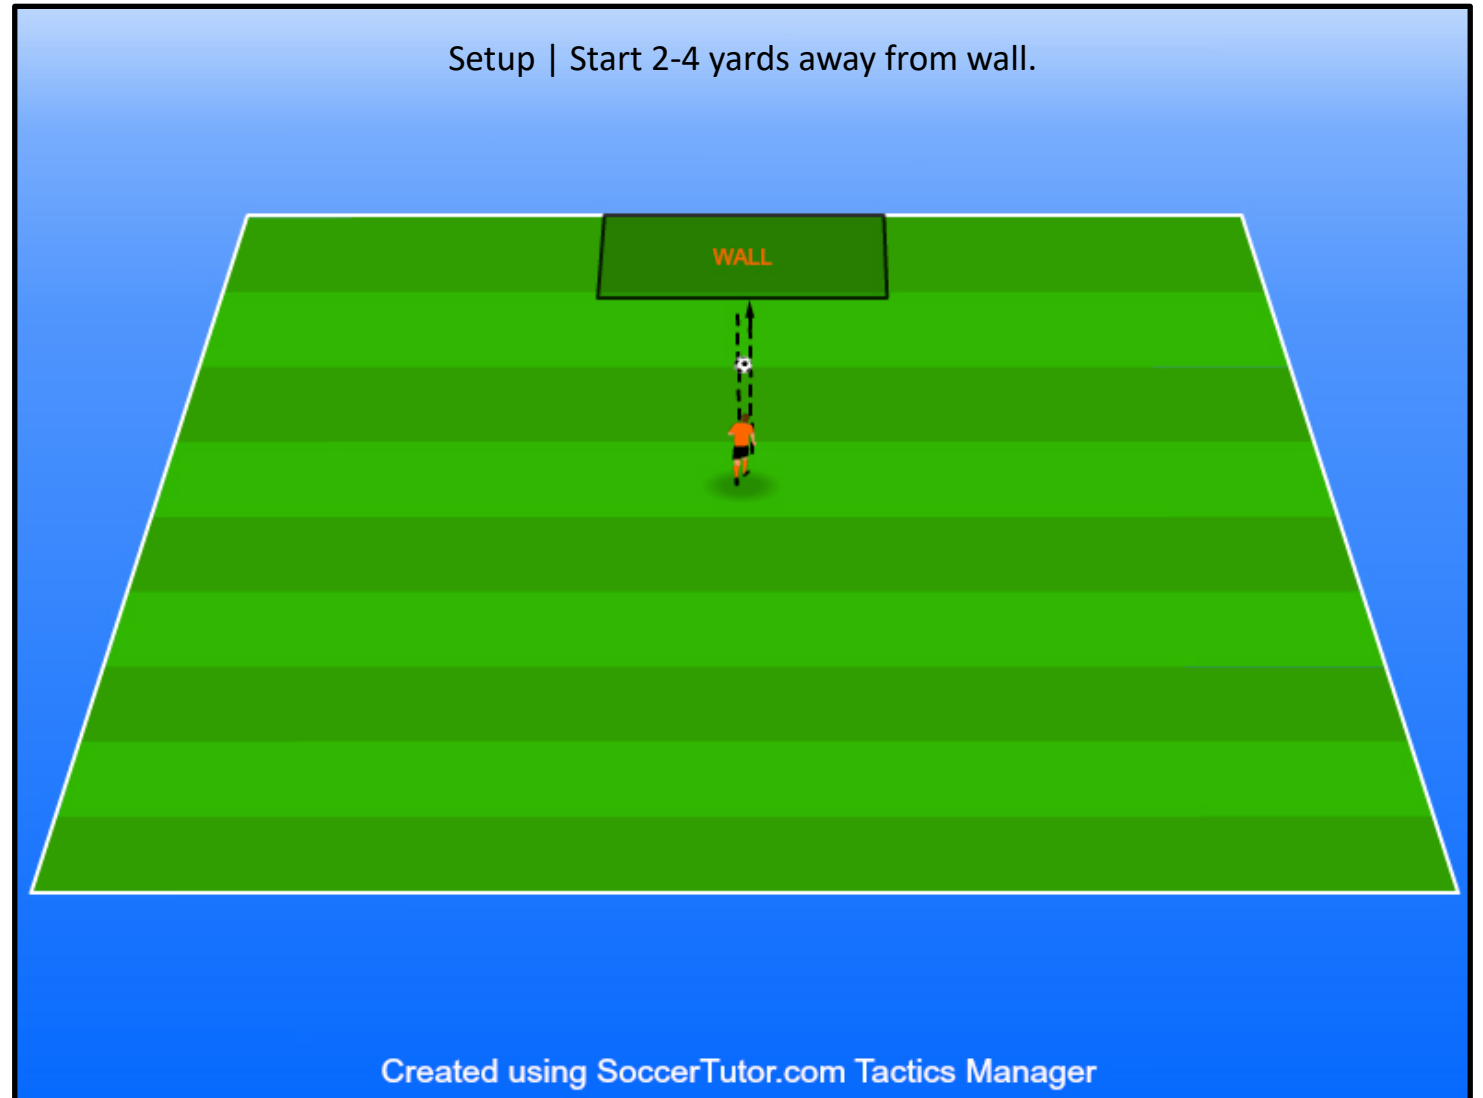 Setup | Start 2-4 yards away from wall.
WALL
Created using SoccerTutor.com Tactics Manager